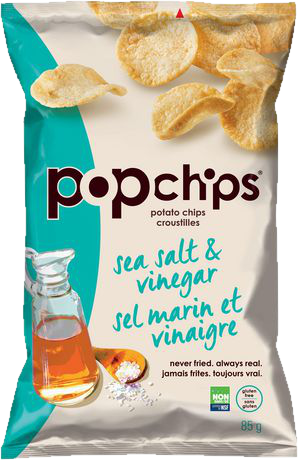 popchips®
potato chips
croustilles
sea salt &
vinegar
sel marin et
vinaigre
never fried. always real.
jamais frites. toujours vrai.
NON
NSF
gluten
free
sans
gluten
85 g